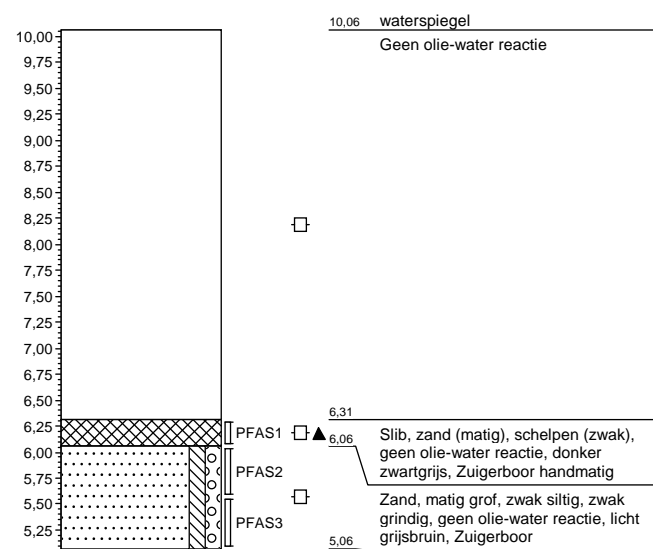 10,06 waterspiegel
Geen olie-water reactie
10,00
9,75
9,50
9,25
9,00
8,75
8,50
8,25
8,00
7,75
7,50
7,25
7,00
6,75
6,50
6,25
6,00
5,75
5,50
5,25
PFAS1
PFAS2
PFAS3
6,31
Slib, zand (matig), schelpen (zwak),
geen olie-water reactie, donker
zwartgrijs, Zuigerboor handmatig
6,06
Zand, matig grof, zwak siltig, zwak
grindig, geen olie-water reactie, licht
grijsbruin, Zuigerboor
5,06